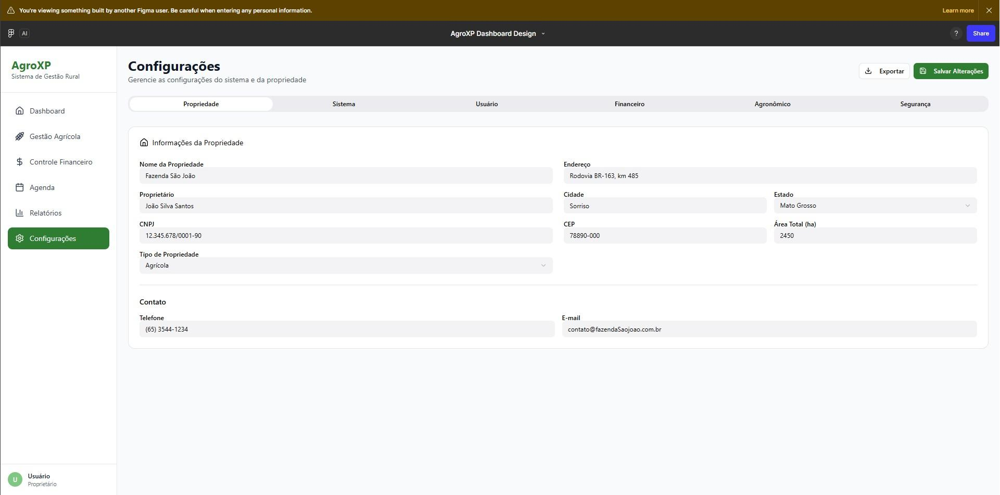 You're viewing something built by another Figma user. Be careful when entering any personal information.
Learn more
AI
AgroXP Dashboard Design
?
Share
AgroXP
Sistema de Gestão Rural
Dashboard
Gestão Agrícola
Controle Financeiro
Agenda
Relatórios
Configurações
U
Usuário
Proprietário
Configurações
Gerencie as configurações do sistema e da propriedade
Exportar
Salvar Alterações
Propriedade
Sistema
Usuário
Financeiro
Agronômico
Segurança
Informações da Propriedade
Nome da Propriedade
Fazenda São João
Endereço
Rodovia BR-163, km 485
Proprietário
João Silva Santos
Cidade
Sorriso
Estado
Mato Grosso
CNPJ
12.345.678/0001-90
CEP
78890-000
Área Total (ha)
2450
Tipo de Propriedade
Agrícola
Contato
Telefone
(65) 3544-1234
E-mail
contato@fazendaSaojoao.com.br